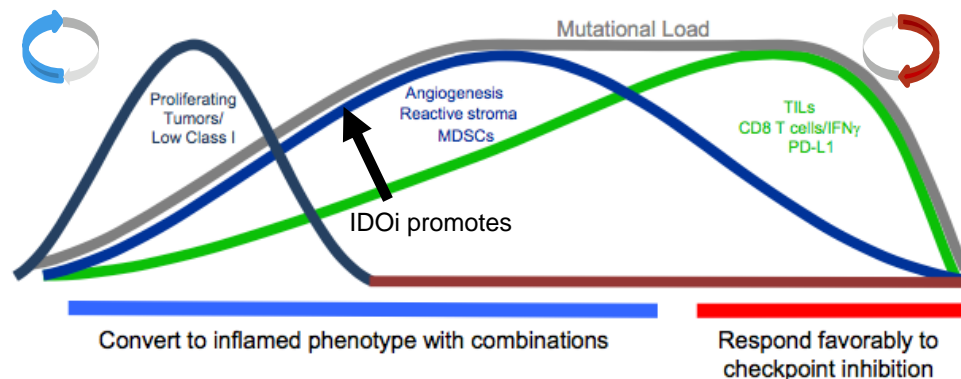 Mutational Load
Proliferating
Tumors/
Low Class I
Angiogenesis
Reactive stroma
MDSCs
TILs
CD8 T cells/IFNγ
PD-L1
IDOi promotes
Convert to inflamed phenotype with combinations
Respond favorably to
checkpoint inhibition